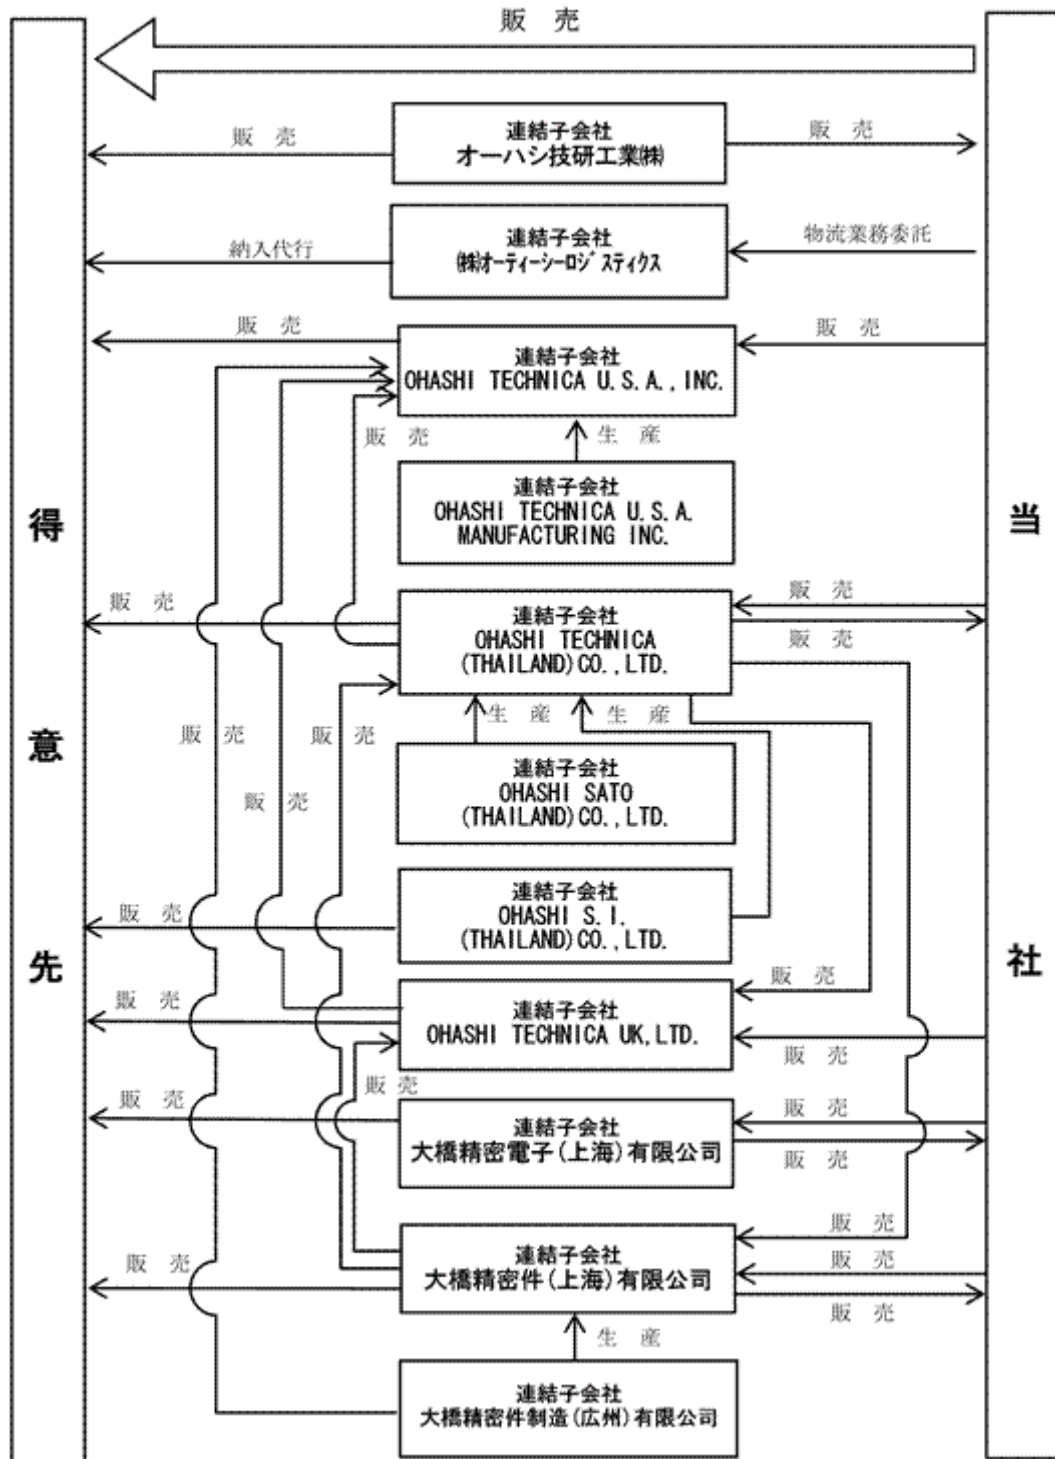 販 売
連結子会社
オーハシ技研工業㈱
販 売
販 売
連結子会社
㈱オーティーシーロジスティクス
納入代行
物流業務委託
販 売
販 売
連結子会社
OHASHI TECHNICA U.S.A.,INC.
販 売
生 産
連結子会社
OHASHI TECHNICA U.S.A.
MANUFACTURING INC.
得意先
当社
販 売
販 売
連結子会社
OHASHI TECHNICA
(THAILAND)CO.,LTD.
販 売
生 産
生 産
販 売
販 売
販 売
連結子会社
OHASHI SATO
(THAILAND)CO.,LTD.
連結子会社
OHASHI S.I.
(THAILAND)CO.,LTD.
販 売
販 売
販 売
連結子会社
OHASHI TECHNICA UK,LTD.
販 売
販 売
販 売
販 売
連結子会社
大橋精密電子(上海)有限公司
販 売
販 売
販 売
連結子会社
大橋精密件(上海)有限公司
販 売
販 売
生 産
連結子会社
大橋精密件制造(広州)有限公司